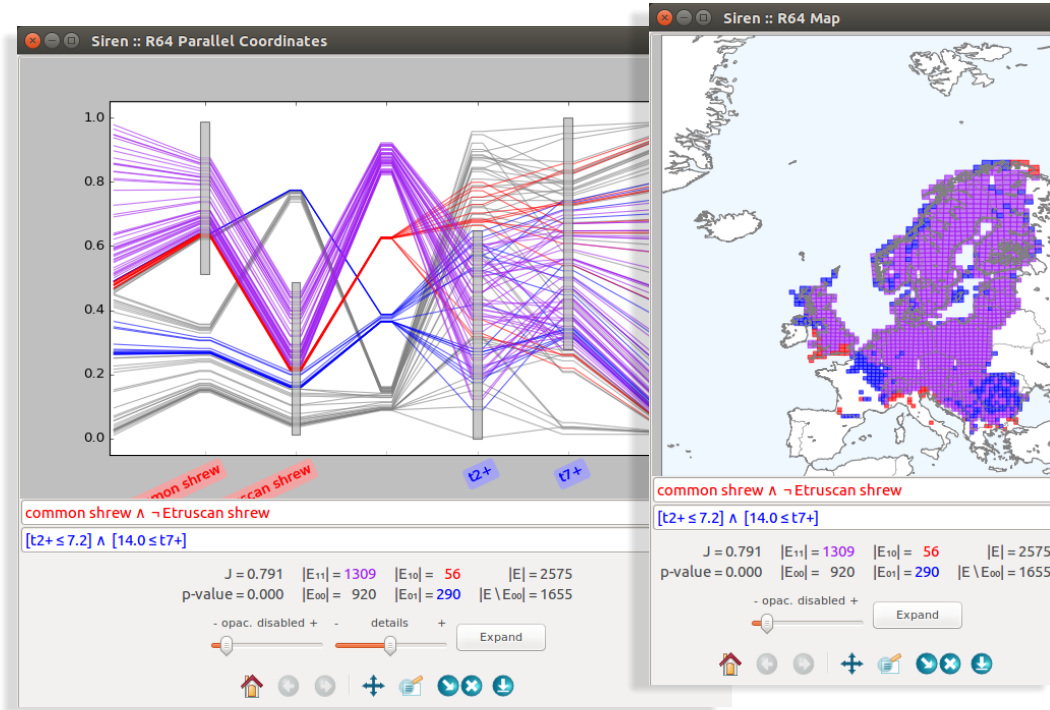 Siren :: R64 Parallel Coordinates
1.0
0.8
0.6
0.4
0.2
0.0
mon shrew
scan shrew
t2+
t7+
common shrew ∧ ¬ Etruscan shrew
[t2+ ≤ 7.2] ∧ [14.0 ≤ t7+]
J = 0.791 |E₁₁| = 1309 |E₁₀| = 56 |E| = 2575
p-value = 0.000 |E₀₀| = 920 |E₀₁| = 290 |E \ E₀₀| = 1655
- opac. disabled + - details +
Expand
Siren :: R64 Map
common shrew ∧ ¬ Etruscan shrew
[t2+ ≤ 7.2] ∧ [14.0 ≤ t7+]
J = 0.791 |E₁₁| = 1309 |E₁₀| = 56 |E| = 2575
p-value = 0.000 |E₀₀| = 920 |E₀₁| = 290 |E \ E₀₀| = 1655
- opac. disabled +
Expand